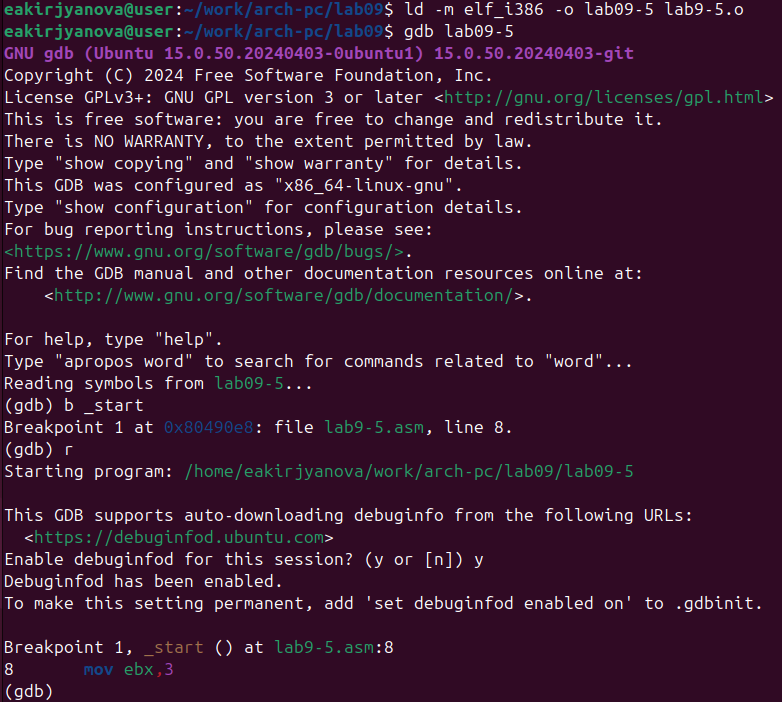 eakirjyanova@user:~/work/arch-pc/lab09$ ld -m elf_i386 -o lab09-5 lab9-5.o
eakirjyanova@user:~/work/arch-pc/lab09$ gdb lab09-5
GNU gdb (Ubuntu 15.0.50.20240403-0ubuntu1) 15.0.50.20240403-git
Copyright (C) 2024 Free Software Foundation, Inc.
License GPLv3+: GNU GPL version 3 or later <http://gnu.org/licenses/gpl.html>
This is free software: you are free to change and redistribute it.
There is NO WARRANTY, to the extent permitted by law.
Type "show copying" and "show warranty" for details.
This GDB was configured as "x86_64-linux-gnu".
Type "show configuration" for configuration details.
For bug reporting instructions, please see:
<https://www.gnu.org/software/gdb/bugs/>.
Find the GDB manual and other documentation resources online at:
    <http://www.gnu.org/software/gdb/documentation/>.

For help, type "help".
Type "apropos word" to search for commands related to "word"...
Reading symbols from lab09-5...
(gdb) b _start
Breakpoint 1 at 0x80490e8: file lab9-5.asm, line 8.
(gdb) r
Starting program: /home/eakirjyanova/work/arch-pc/lab09/lab09-5

This GDB supports auto-downloading debuginfo from the following URLs:
  <https://debuginfod.ubuntu.com>
Enable debuginfod for this session? (y or [n]) y
Debuginfod has been enabled.
To make this setting permanent, add 'set debuginfod enabled on' to .gdbinit.

Breakpoint 1, _start () at lab9-5.asm:8
8       mov ebx,3
(gdb)